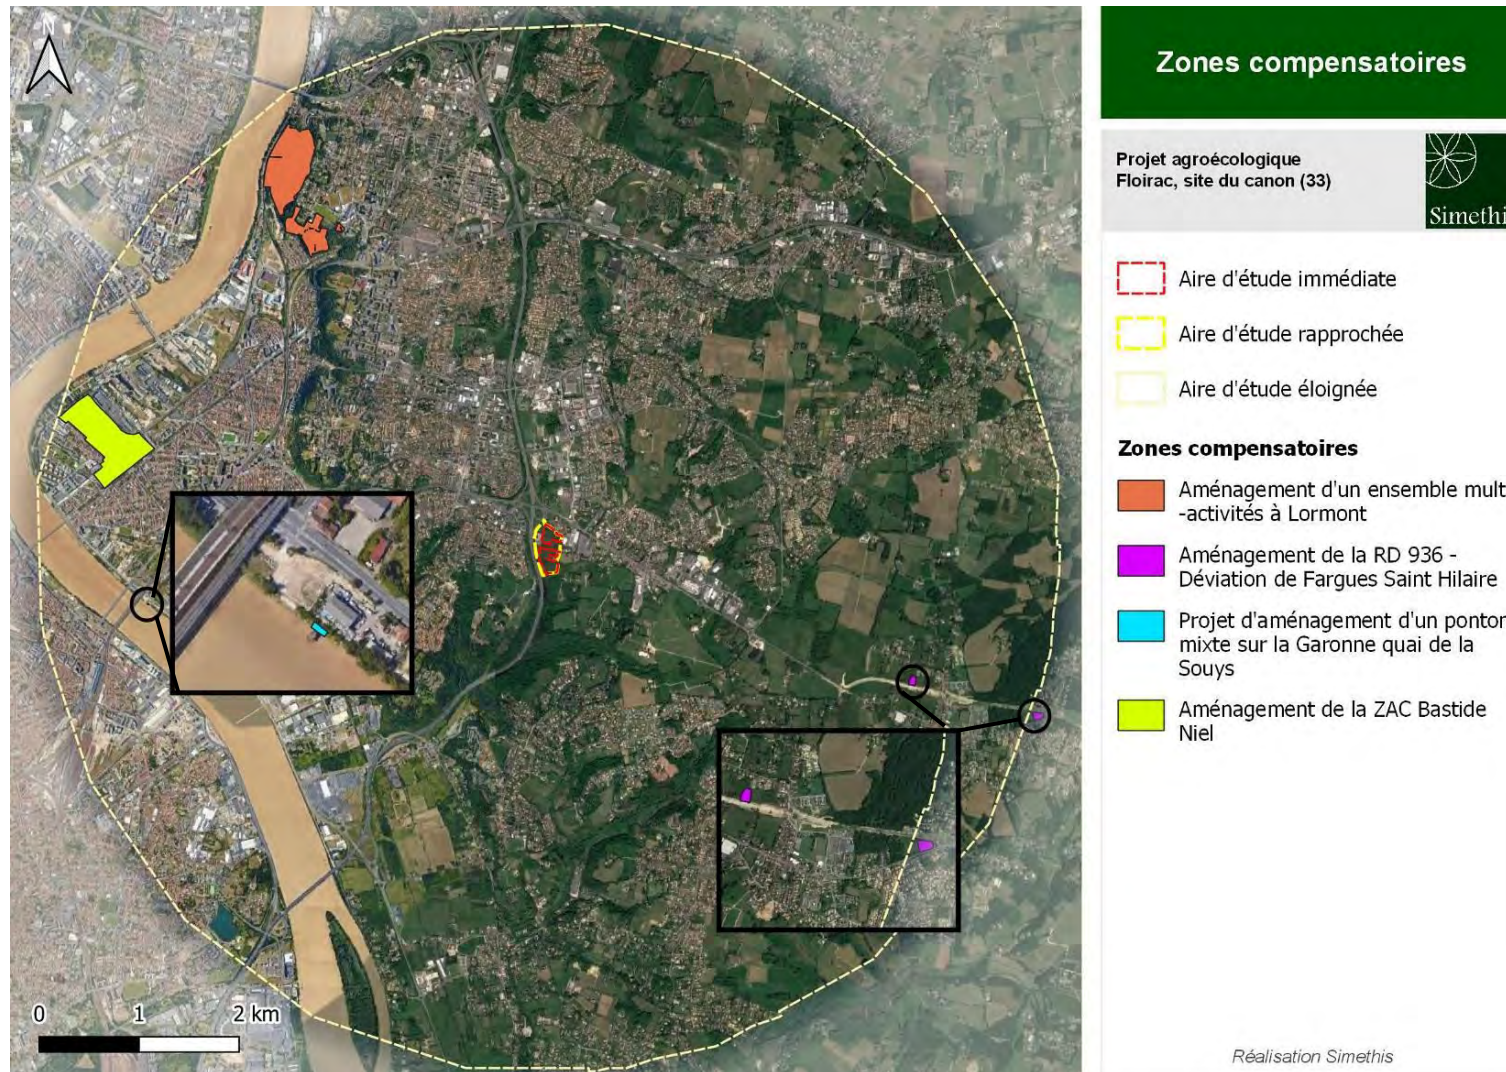 N
Zones compensatoires
Projet agroécologique
Floirac, site du canon (33)
Simethi
Aire d'étude immédiate
Aire d'étude rapprochée
Aire d'étude éloignée
Zones compensatoires
Aménagement d'un ensemble mult
-activités à Lormont
Aménagement de la RD 936 -
Déviation de Fargues Saint Hilaire
Projet d'aménagement d'un ponton
mixte sur la Garonne quai de la
Souys
Aménagement de la ZAC Bastide
Niel
0 1 2 km
Réalisation Simethis